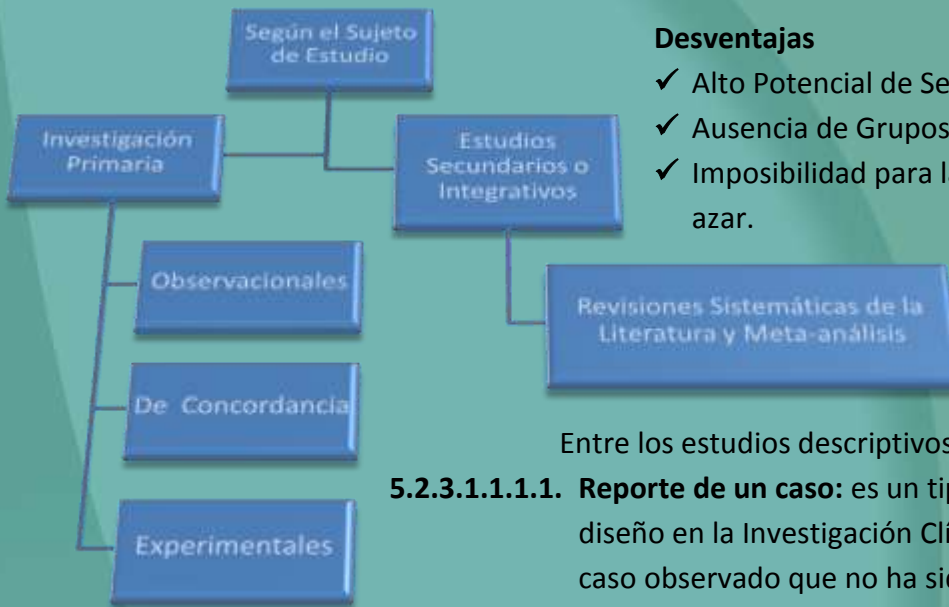 Según el Sujeto
de Estudio
Investigación
Primaria
Estudios
Secundarios o
Integrativos
Observacionales
De Concordancia
Experimentales
Revisiones Sistemáticas de la
Literatura y Meta-análisis
Desventajas
✓ Alto Potencial de Se
✓ Ausencia de Grupos
✓ Imposibilidad para l
azar.
Entre los estudios descriptivos
5.2.3.1.1.1.1. Reporte de un caso: es un tip
diseño en la Investigación Clí
caso observado que no ha sie